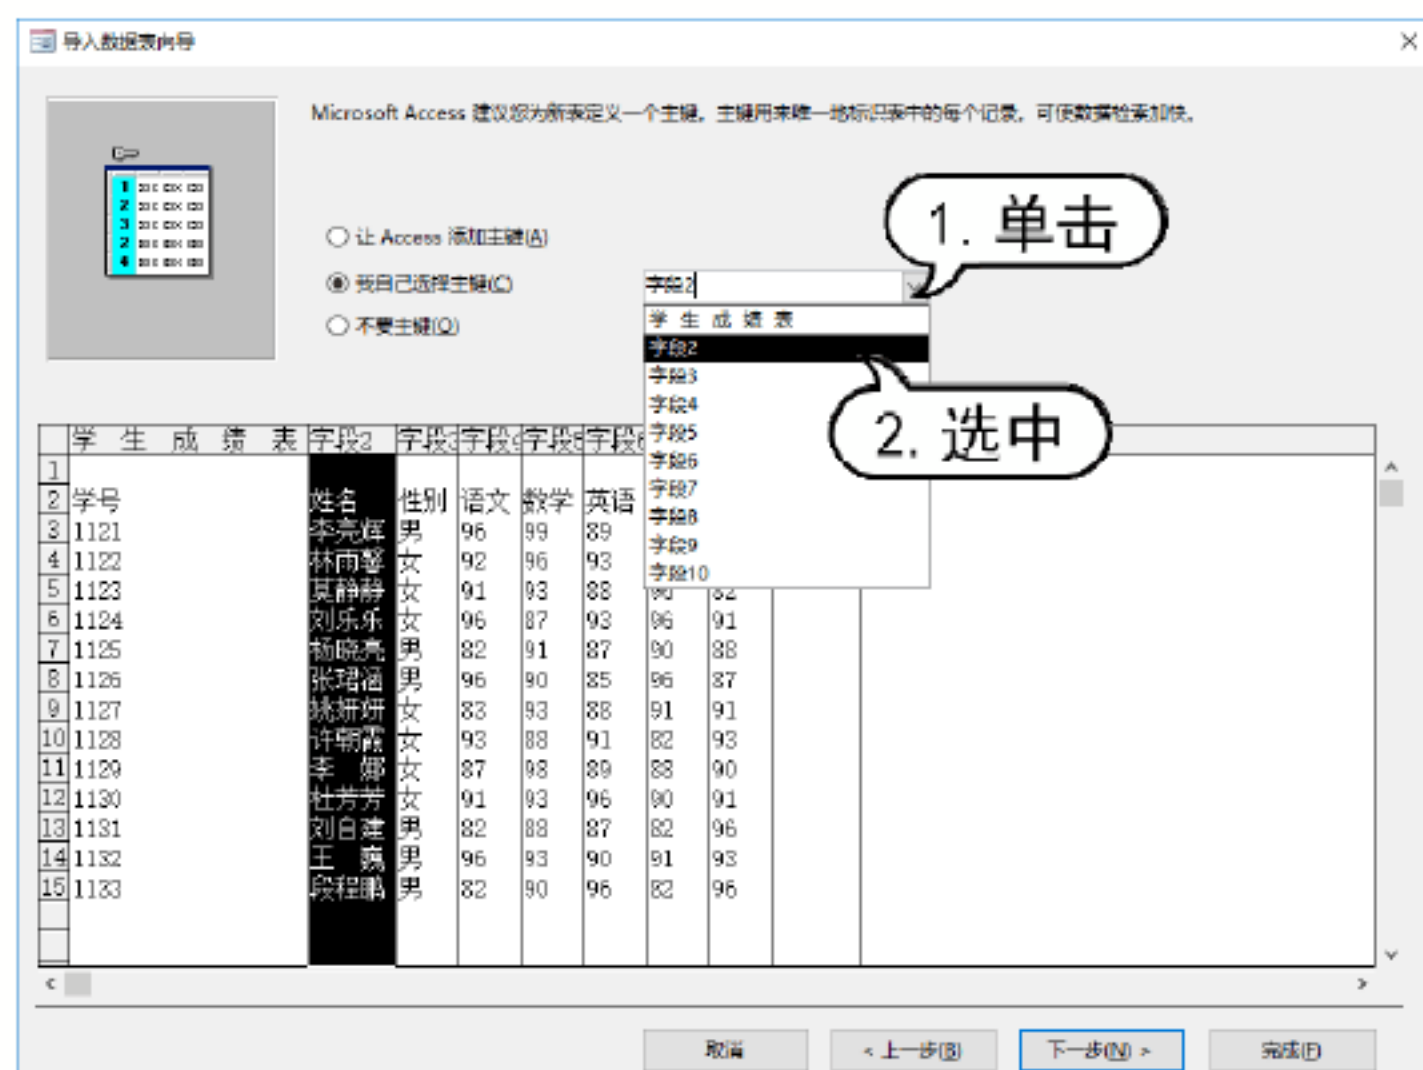 导入数据表向导
Microsoft Access 建议您为新表定义一个主键。主键用来唯一地标识表中的每个记录。可使数据检索加快。
让 Access 添加主键(A)
我自己选择主键(C)
不要主键(O)
字段2
1. 单击
学 生 成 绩 表
字段2
字段3
字段4
字段5
字段6
字段7
字段8
字段9
字段10
2. 选中
学 生 成 绩 表 字段2 字段3 字段 字段5 字段6
1
2 学号 姓名 性别 语文 数学 英语
3 1121 李亮辉 男 96 99 89
4 1122 林雨馨 女 92 96 93
5 1123 莫静静 女 91 93 88 90 82
6 1124 刘乐乐 女 96 87 93 96 91
7 1125 杨晓亮 男 82 91 87 90 88
8 1126 张珺涵 男 96 90 85 96 87
9 1127 姚妍妍 女 83 93 88 91 91
10 1128 许朝霞 女 93 88 91 82 93
11 1129 李 娜 女 87 98 89 88 90
12 1130 杜芳芳 女 91 93 96 90 91
13 1131 刘自建 男 82 88 87 82 96
14 1132 王 巍 男 96 93 90 91 93
15 1133 段程鹏 男 82 90 96 82 96
取消
< 上一步(B)
下一步(N) >
完成(F)